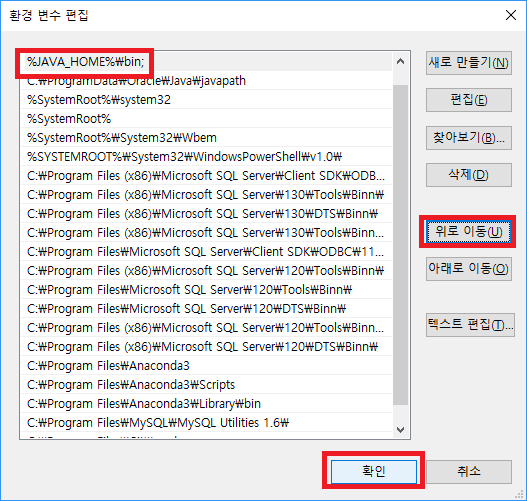 환경 변수 편집
%JAVA_HOME%₩bin;
C:₩ProgramData₩Oracle₩Java₩javapath
%SystemRoot%₩system32
%SystemRoot%
%SystemRoot%₩System32₩Wbem
%SYSTEMROOT%₩System32₩WindowsPowerShell₩v1.0₩
C:₩Program Files (x86)₩Microsoft SQL Server₩Client SDK₩ODB...
C:₩Program Files (x86)₩Microsoft SQL Server₩130₩Tools₩Binn₩
C:₩Program Files (x86)₩Microsoft SQL Server₩130₩DTS₩Binn₩
C:₩Program Files (x86)₩Microsoft SQL Server₩130₩Tools₩Binn...
C:₩Program Files₩Microsoft SQL Server₩Client SDK₩ODBC₩11...
C:₩Program Files (x86)₩Microsoft SQL Server₩120₩Tools₩Binn₩
C:₩Program Files₩Microsoft SQL Server₩120₩Tools₩Binn₩
C:₩Program Files₩Microsoft SQL Server₩120₩DTS₩Binn₩
C:₩Program Files (x86)₩Microsoft SQL Server₩120₩Tools₩Binn...
C:₩Program Files (x86)₩Microsoft SQL Server₩120₩DTS₩Binn₩
C:₩Program Files₩Anaconda3
C:₩Program Files₩Anaconda3₩Scripts
C:₩Program Files₩Anaconda3₩Library₩bin
C:₩Program Files₩MySQL₩MySQL Utilities 1.6₩
새로 만들기(N)
편집(E)
찾아보기(B)...
삭제(D)
위로 이동(U)
아래로 이동(O)
텍스트 편집(T)...
확인
취소